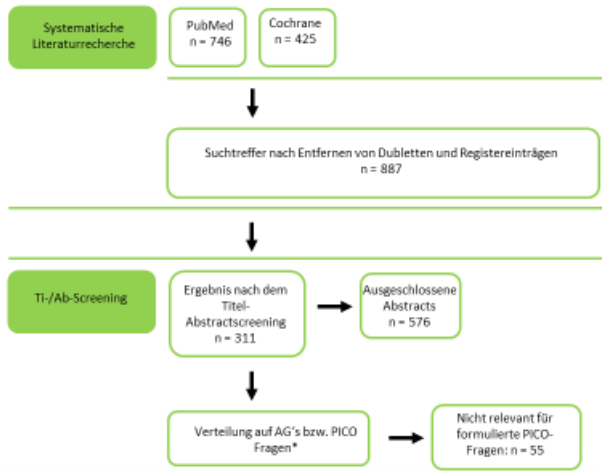 Systematische
Literaturrecherche
PubMed
n = 746
Cochrane
n = 425
Suchtreffer nach Entfernen von Dubletten und Registereinträgen
n = 887
Ti-/Ab-Screening
Ergebnis nach dem
Titel-
Abstractscreening
n = 311
Ausgeschlossene
Abstracts
n = 576
Verteilung auf AG's bzw. PICO
Fragen*
Nicht relevant für
formulierte PICO-
Fragen: n = 55